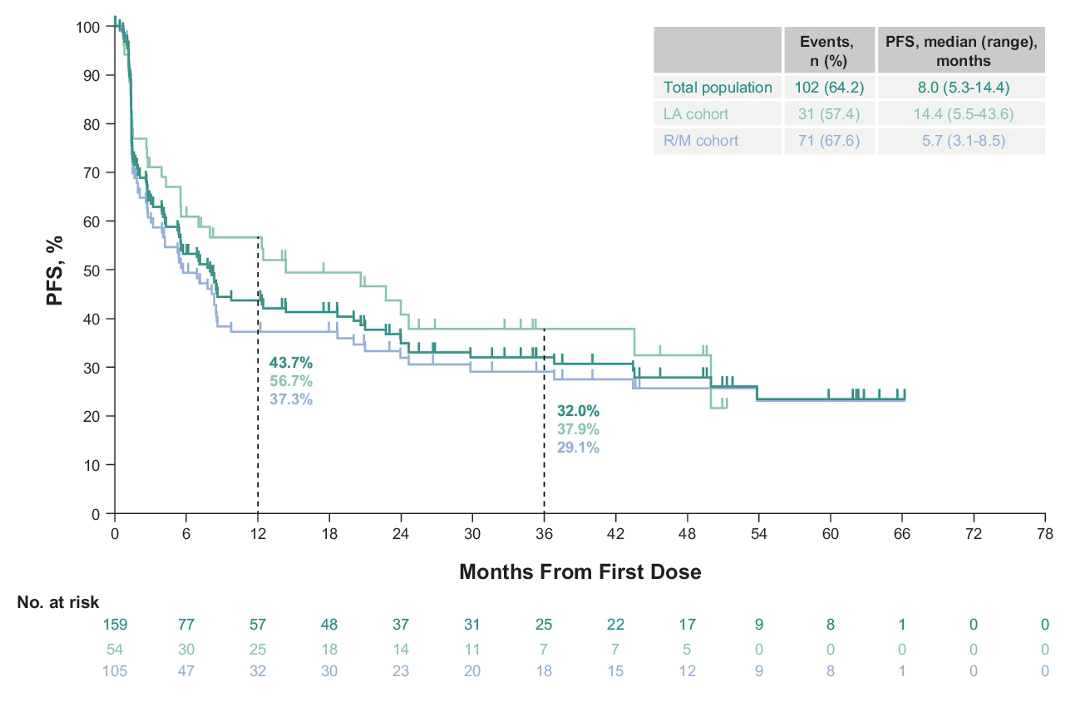 Events, PFS, median (range),
n (%) months
Total population 102 (64.2) 8.0 (5.3-14.4)
LA cohort 31 (57.4) 14.4 (5.5-43.6)
R/M cohort 71 (67.6) 5.7 (3.1-8.5)
PFS, %
100
90
80
70
60
50
40
30
20
10
0
43.7%
56.7%
37.3%
32.0%
37.9%
29.1%
0 6 12 18 24 30 36 42 48 54 60 66 72 78
Months From First Dose
No. at risk
159 77 57 48 37 31 25 22 17 9 8 1 0 0
54 30 25 18 14 11 7 7 5 0 0 0 0 0
105 47 32 30 23 20 18 15 12 9 8 1 0 0